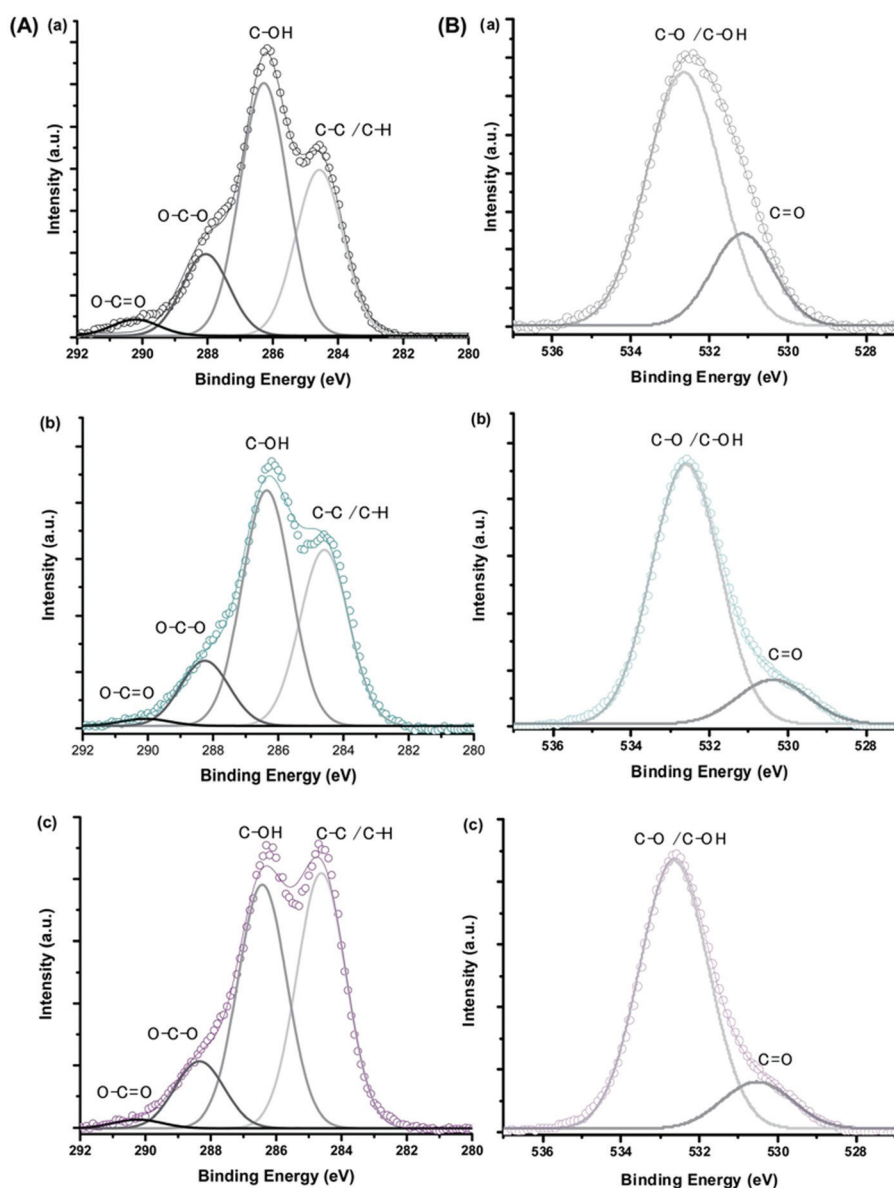 (A)
(a)
C-OH
C-C /C-H
O-C-O
O-C=O
Intensity (a.u.)
292 290 288 286 284 282 280
Binding Energy (eV)
(B)
(a)
C-O /C-OH
C=O
Intensity (a.u.)
536 534 532 530 528
Binding Energy (eV)
(b)
C-OH
C-C /C-H
O-C-O
O-C=O
Intensity (a.u.)
292 290 288 286 284 282 280
Binding Energy (eV)
(b)
C-O /C-OH
C=O
Intensity (a.u.)
536 534 532 530 528
Binding Energy (eV)
(c)
C-OH
C-C /C-H
O-C-O
O-C=O
Intensity (a.u.)
292 290 288 286 284 282 280
Binding Energy (eV)
(c)
C-O /C-OH
C=O
Intensity (a.u.)
536 534 532 530 528
Binding Energy (eV)